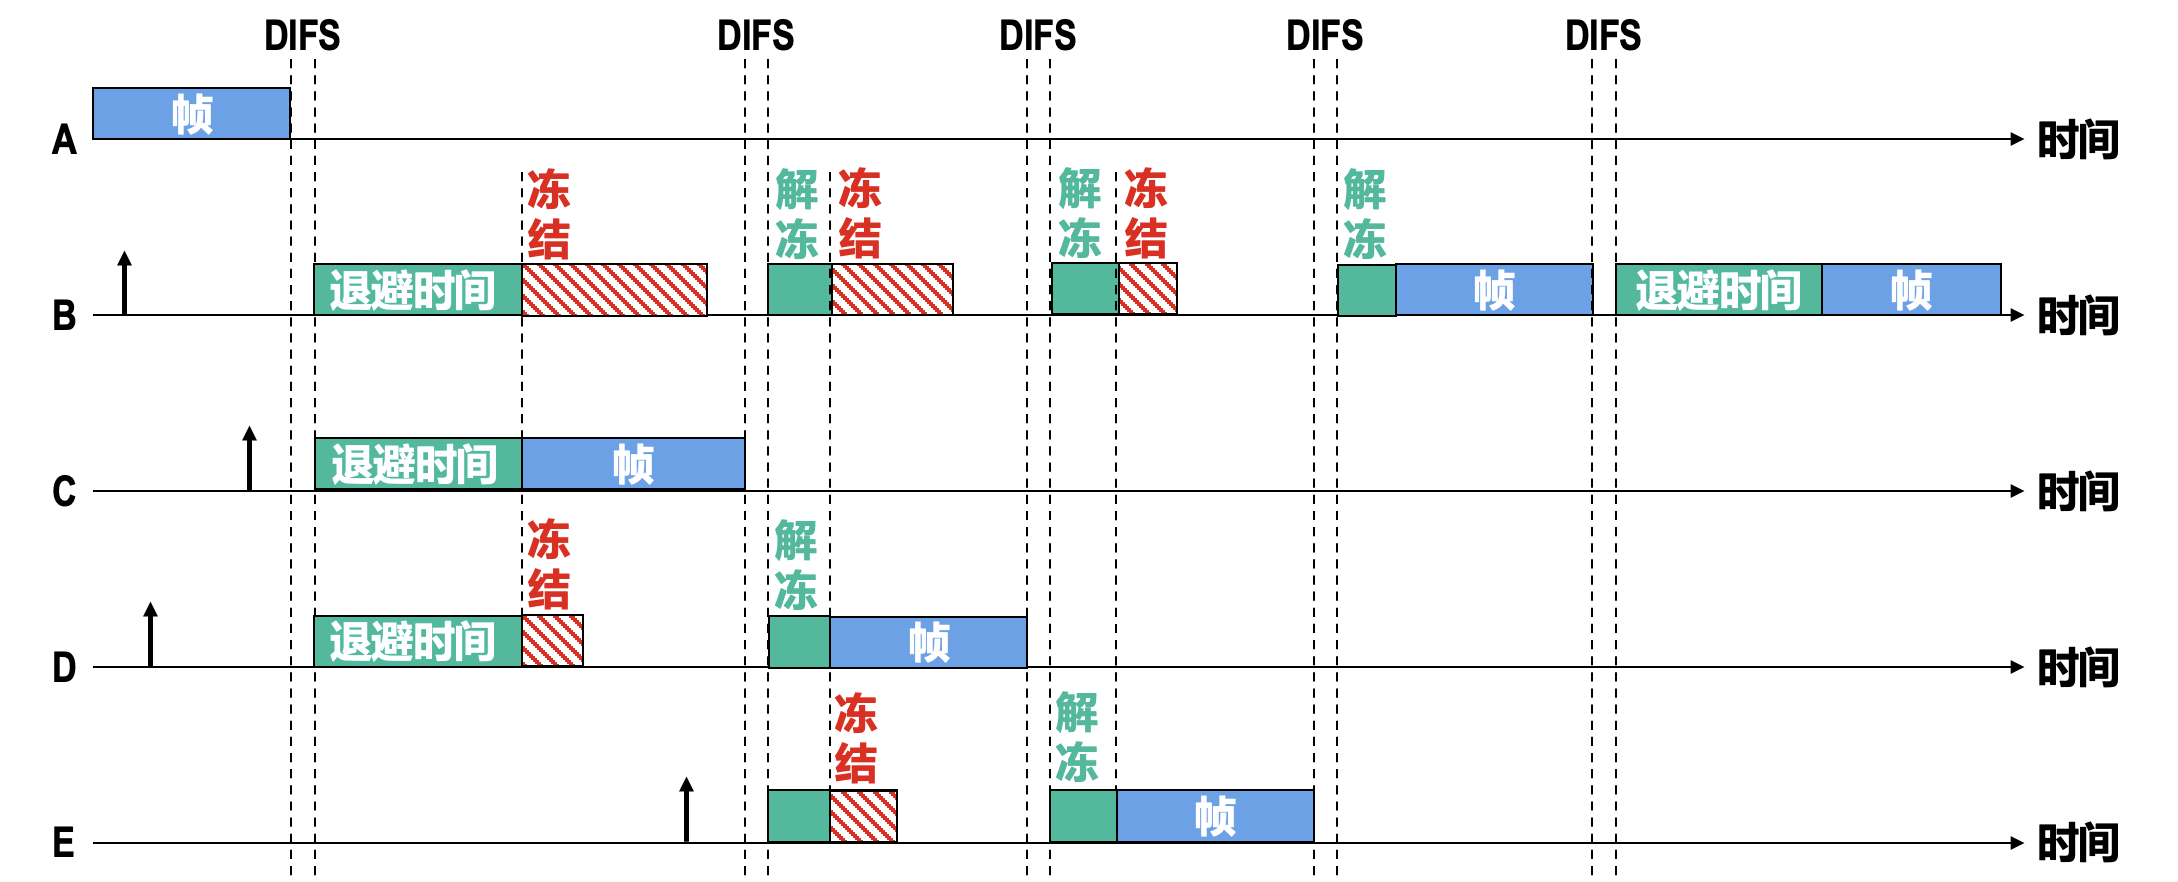 DIFS DIFS DIFS DIFS DIFS
帧
A 时间
冻结 解冻 冻结 解冻 冻结 解冻
退避时间 帧 退避时间 帧
B 时间
退避时间 帧
C 时间
冻结 解冻
退避时间 帧
D 时间
冻结 解冻
帧
E 时间